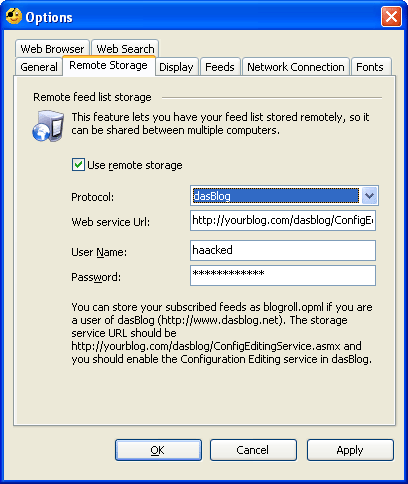 Options
Web Browser Web Search
General Remote Storage Display Feeds Network Connection Fonts
Remote feed list storage
This feature lets you have your feed list stored remotely, so it
can be shared between multiple computers.
Use remote storage
Protocol: dasBlog
Web service Url: http://yourblog.com/dasblog/ConfigEd
User Name: haacked
Password: ************
You can store your subscribed feeds as blogroll.opml if you are
a user of dasBlog (http://www.dasblog.net). The storage
service URL should be
http://yourblog.com/dasblog/ConfigEditingService.asmx and
you should enable the Configuration Editing service in dasBlog.
OK Cancel Apply